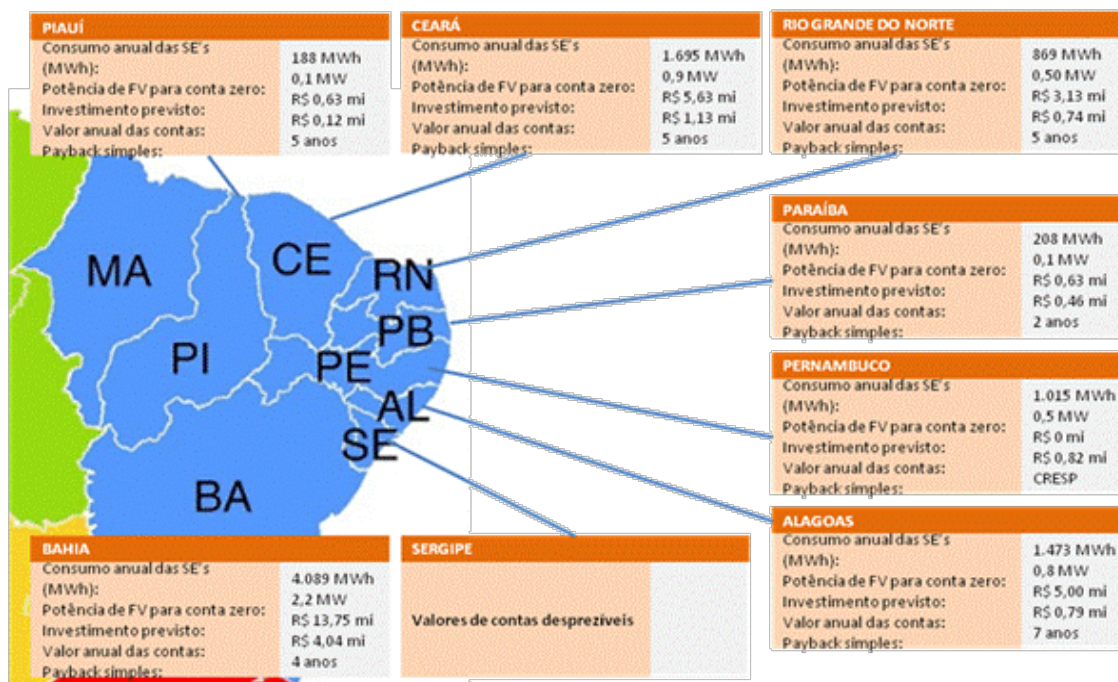 PIAUÍ
Consumo anual das SE's
(MWh):
188 MWh
0,1 MW
Potência de FV para conta zero:
R$ 0,63 mi
Investimento previsto:
R$ 0,12 mi
Valor anual das contas:
5 anos
Payback simples:
CEARÁ
Consumo anual das SE's
(MWh):
1.695 MWh
0,9 MW
Potência de FV para conta zero:
R$ 5,63 mi
Investimento previsto:
R$ 1,13 mi
Valor anual das contas:
5 anos
Payback simples:
RIO GRANDE DO NORTE
Consumo anual das SE's
(MWh):
869 MWh
0,50 MW
Potência de FV para conta zero:
R$ 3,13 mi
Investimento previsto:
R$ 0,74 mi
Valor anual das contas:
5 anos
Payback simples:
PARAÍBA
Consumo anual das SE's
(MWh):
208 MWh
0,1 MW
Potência de FV para conta zero:
R$ 0,63 mi
Investimento previsto:
R$ 0,46 mi
Valor anual das contas:
2 anos
Payback simples:
MA
CE
RN
PB
PI
PE
AL
SE
BA
PERNAMBUCO
Consumo anual das SE's
(MWh):
1.015 MWh
0,5 MW
Potência de FV para conta zero:
R$ 0 mi
Investimento previsto:
R$ 0,82 mi
Valor anual das contas:
CRESP
Payback simples:
ALAGOAS
Consumo anual das SE's
(MWh):
1.473 MWh
0,8 MW
Potência de FV para conta zero:
R$ 5,00 mi
Investimento previsto:
R$ 0,79 mi
Valor anual das contas:
7 anos
Payback simples:
BAHIA
Consumo anual das SE's
(MWh):
4.089 MWh
2,2 MW
Potência de FV para conta zero:
R$ 13,75 mi
Investimento previsto:
R$ 4,04 mi
Valor anual das contas:
4 anos
Payback simples:
SERGIPE
Valores de contas desprezíveis